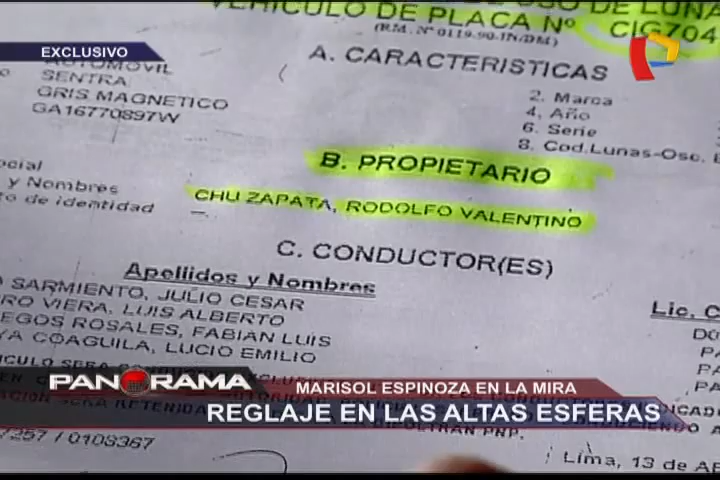 VEHICULO DE PLACA Nº CIG704
(R.M. Nº 0119-90-IN/DM)
EXCLUSIVO
A. CARACTERISTICAS
AUTOMOVIL
SENTRA
GRIS MAGNETICO
GA16770897W
2. Marca
4. Año
6. Serie
8. Cod.Lunas-Osc.
B. PROPIETARIO
y Nombres
de identidad
CHU ZAPATA, RODOLFO VALENTINO
C. CONDUCTOR(ES)
Apellidos y Nombres
Lic.
SARMIENTO, JULIO CESAR
VIERA, LUIS ALBERTO
ROSALES, FABIAN LUIS
COAGUILA, LUCIO EMILIO
PANORAMA
MARISOL ESPINOZA EN LA MIRA
REGLAJE EN LAS ALTAS ESFERAS
PNP.
7257 / 0103367
Lima, 13 de